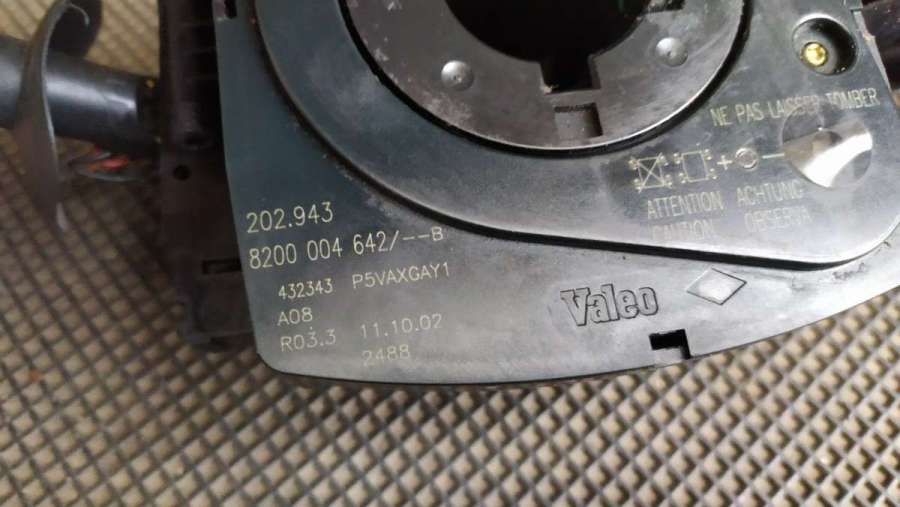 NE PAS LAISSER TOMBER
ATTENTION ACHTUNG
CAUTION
202.943
8200 004 642/--B
432343 P5VAXGAY1
A08
R03.3 11.10.02
2488
Valeo